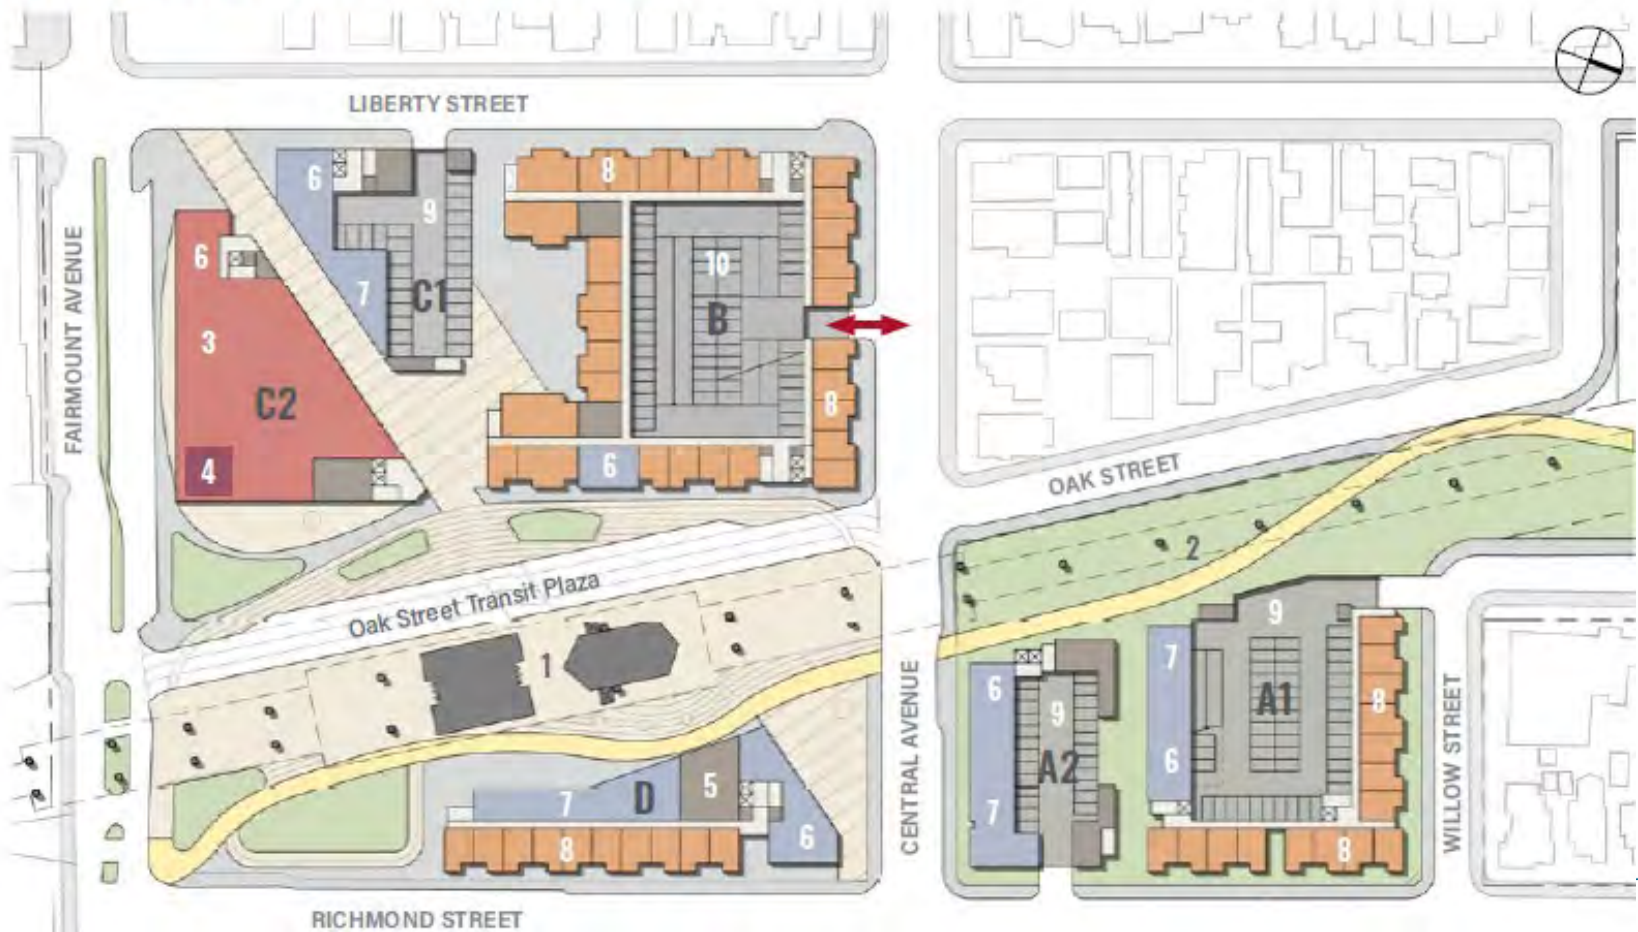 LIBERTY STREET
FAIRMOUNT AVENUE
6
9
8
6
7
C1
10
B
3
C2
4
8
6
OAK STREET
2
Oak Street Transit Plaza
1
CENTRAL AVENUE
WILLOW STREET
7
D
5
8
6
6
9
A2
7
7
6
9
A1
8
8
RICHMOND STREET